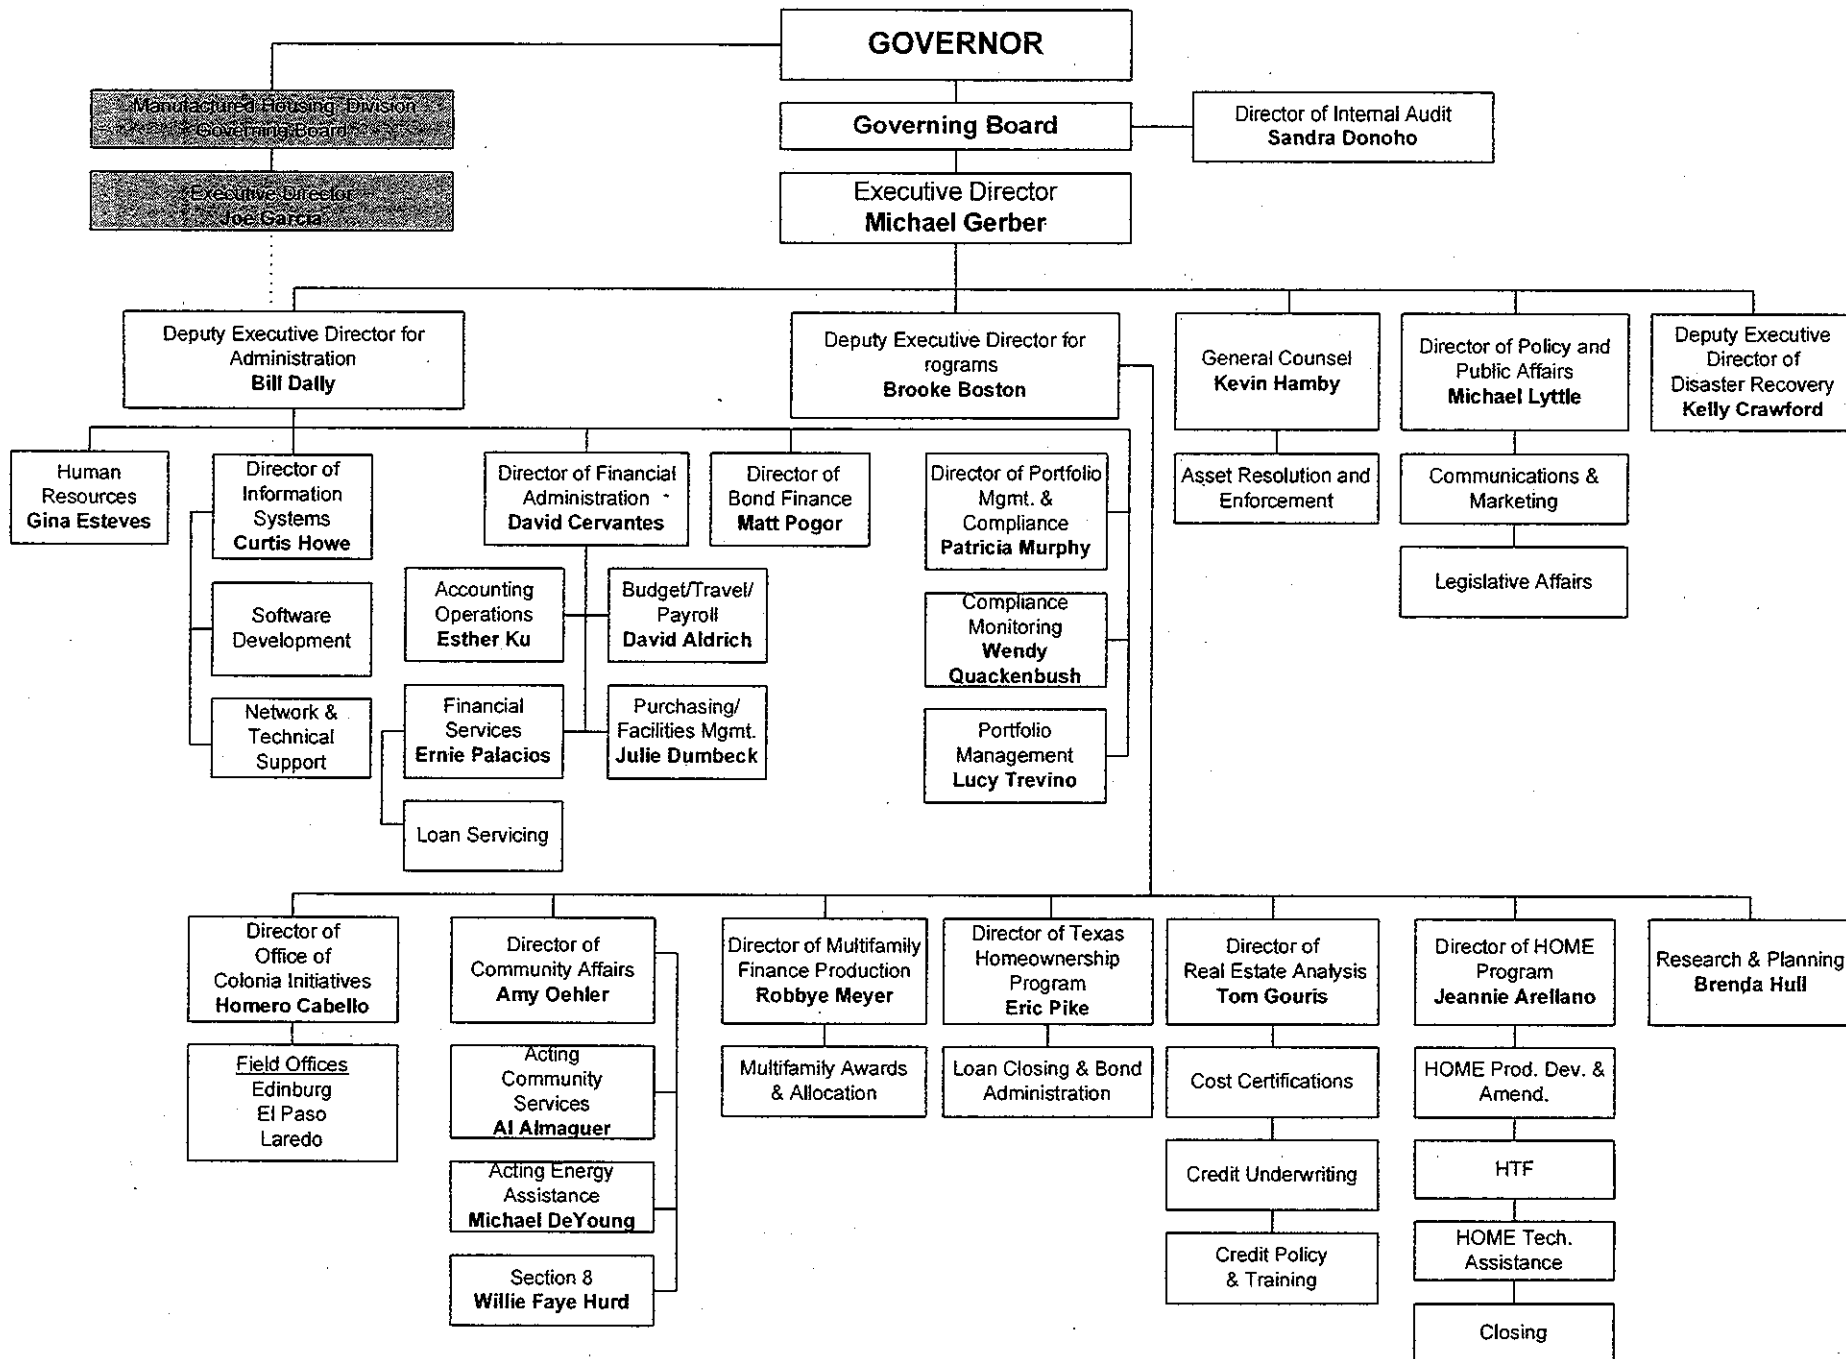 GOVERNOR
Manufactured Housing Division
Governing Board
Governing Board
Director of Internal Audit
Sandra Donoho
Executive Director
Joe Garcia
Executive Director
Michael Gerber
Deputy Executive Director for
Administration
Bill Dally
Deputy Executive Director for
rograms
Brooke Boston
General Counsel
Kevin Hamby
Director of Policy and
Public Affairs
Michael Lyttle
Deputy Executive
Director of
Disaster Recovery
Kelly Crawford
Human
Resources
Gina Esteves
Director of
Information
Systems
Curtis Howe
Director of Financial
Administration
David Cervantes
Director of
Bond Finance
Matt Pogor
Director of Portfolio
Mgmt. &
Compliance
Patricia Murphy
Asset Resolution and
Enforcement
Communications &
Marketing
Legislative Affairs
Software
Development
Accounting
Operations
Esther Ku
Budget/Travel/
Payroll
David Aldrich
Compliance
Monitoring
Wendy
Quackenbush
Network &
Technical
Support
Financial
Services
Ernie Palacios
Purchasing/
Facilities Mgmt.
Julie Dumbeck
Portfolio
Management
Lucy Trevino
Loan Servicing
Director of
Office of
Colonia Initiatives
Homero Cabello
Director of
Community Affairs
Amy Oehler
Director of Multifamily
Finance Production
Robbye Meyer
Director of Texas
Homeownership
Program
Eric Pike
Director of
Real Estate Analysis
Tom Gouris
Director of HOME
Program
Jeannie Arellano
Research & Planning
Brenda Hull
Field Offices
Edinburg
El Paso
Laredo
Acting
Community
Services
Al Almaguer
Multifamily Awards
& Allocation
Loan Closing & Bond
Administration
Cost Certifications
HOME Prod. Dev. &
Amend.
Acting Energy
Assistance
Michael DeYoung
Credit Underwriting
HTF
Section 8
Willie Faye Hurd
Credit Policy
& Training
HOME Tech.
Assistance
Closing